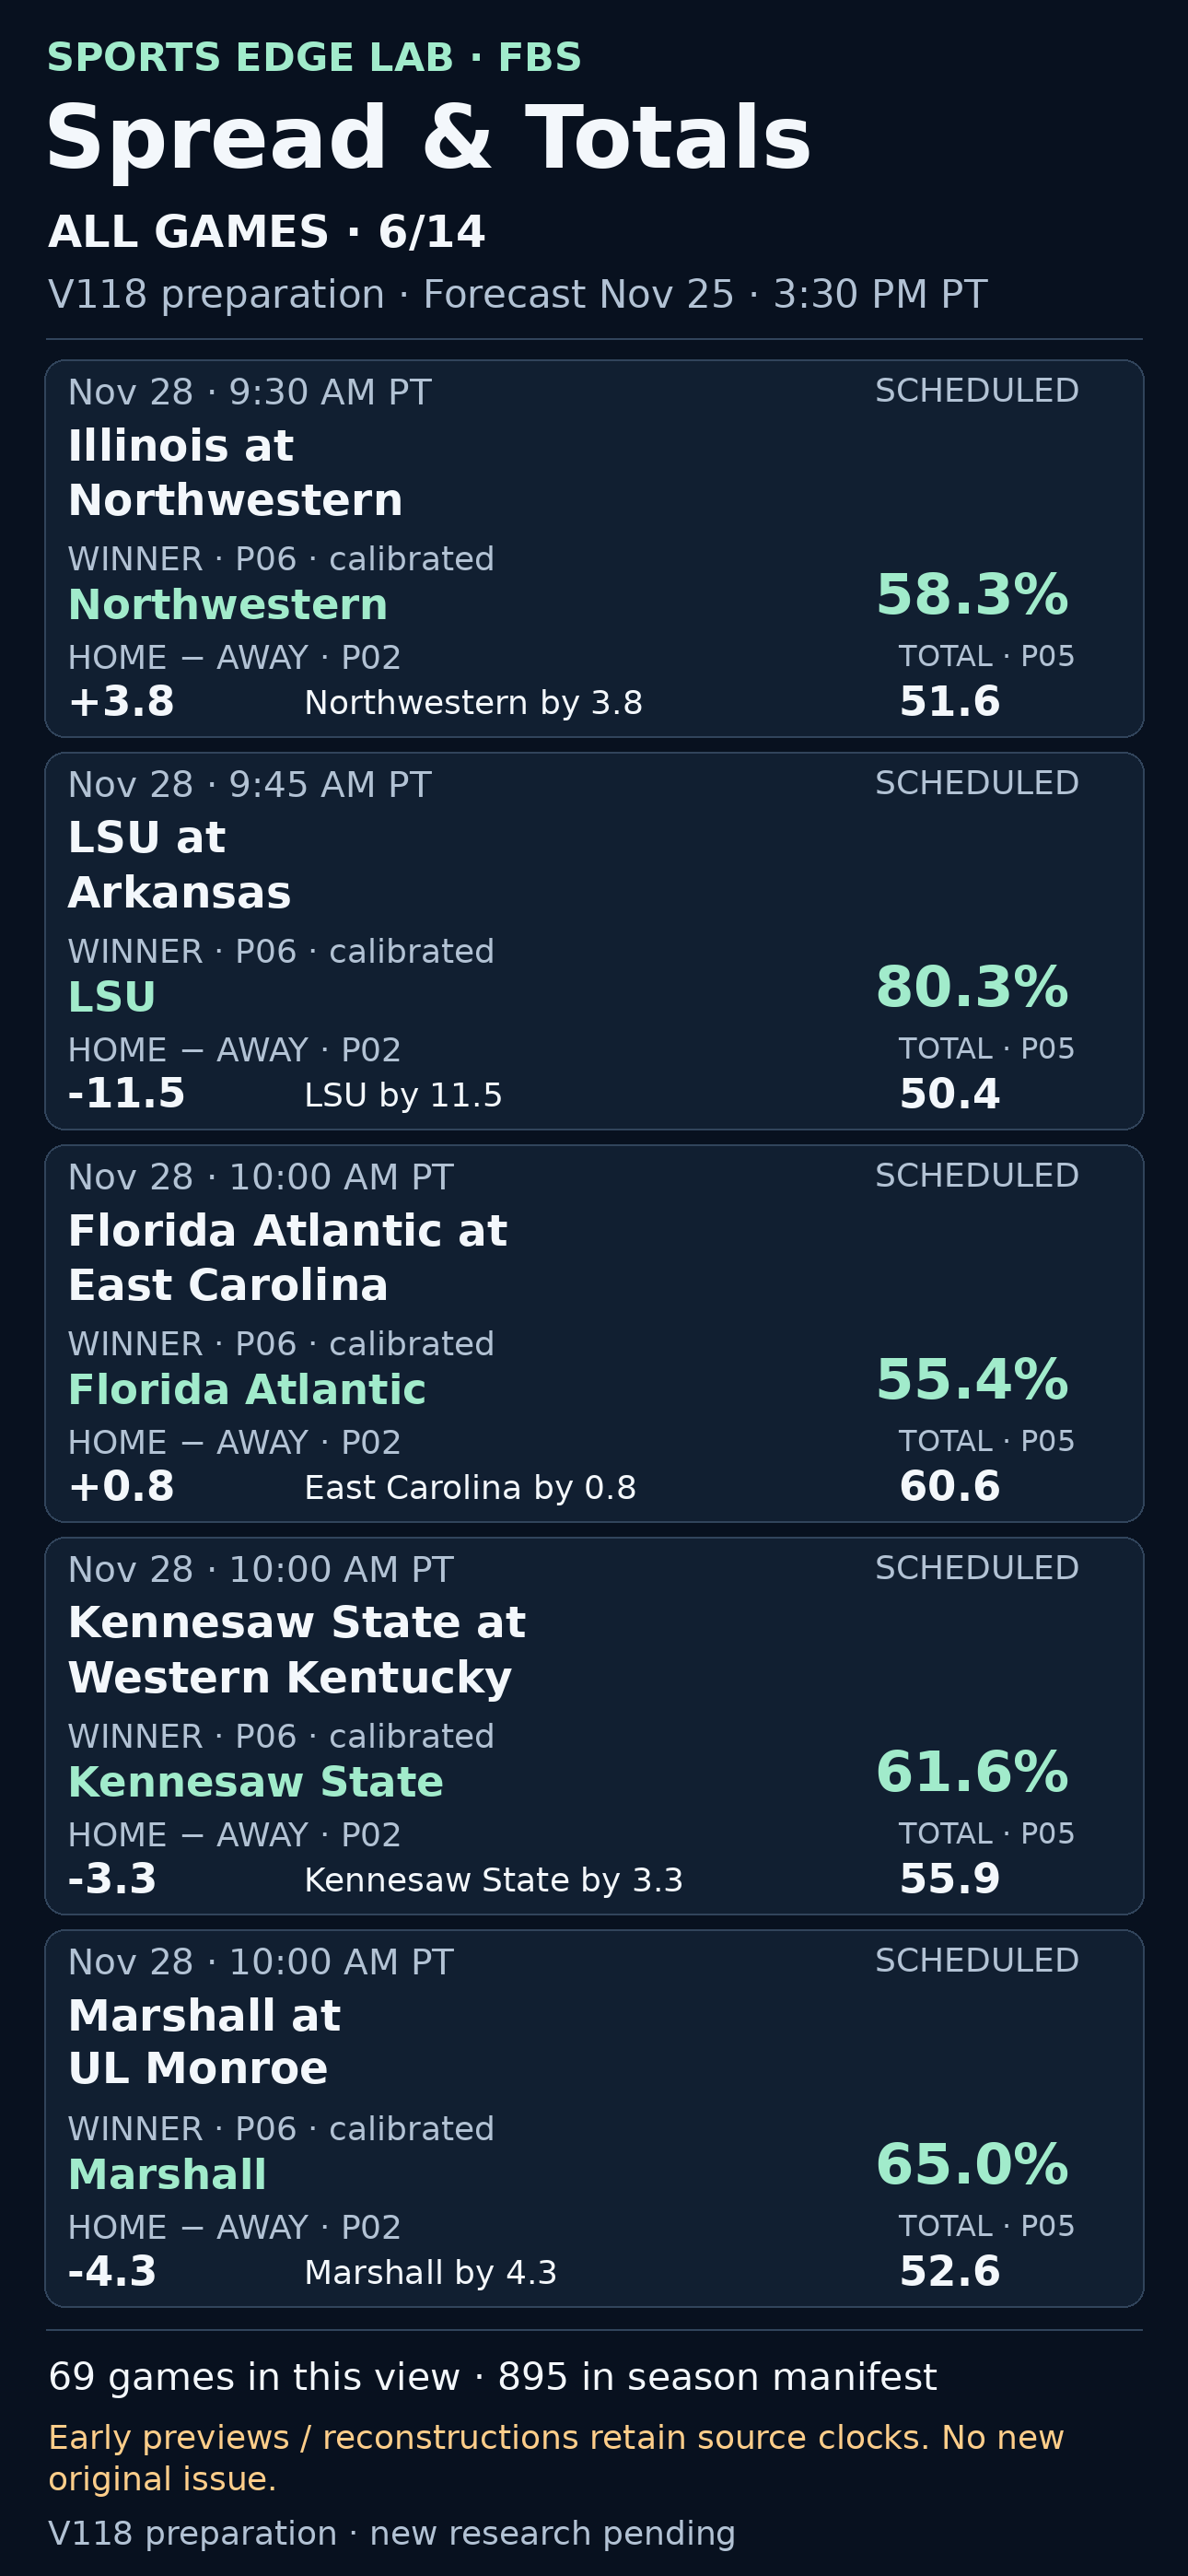 SPORTS EDGE LAB · FBS
Spread & Totals
ALL GAMES · 6/14
V118 preparation · Forecast Nov 25 · 3:30 PM PT
Nov 28 · 9:30 AM PT SCHEDULED
Illinois at
Northwestern
WINNER · P06 · calibrated
Northwestern 58.3%
HOME − AWAY · P02 TOTAL · P05
+3.8 Northwestern by 3.8 51.6
Nov 28 · 9:45 AM PT SCHEDULED
LSU at
Arkansas
WINNER · P06 · calibrated
LSU 80.3%
HOME − AWAY · P02 TOTAL · P05
-11.5 LSU by 11.5 50.4
Nov 28 · 10:00 AM PT SCHEDULED
Florida Atlantic at
East Carolina
WINNER · P06 · calibrated
Florida Atlantic 55.4%
HOME − AWAY · P02 TOTAL · P05
+0.8 East Carolina by 0.8 60.6
Nov 28 · 10:00 AM PT SCHEDULED
Kennesaw State at
Western Kentucky
WINNER · P06 · calibrated
Kennesaw State 61.6%
HOME − AWAY · P02 TOTAL · P05
-3.3 Kennesaw State by 3.3 55.9
Nov 28 · 10:00 AM PT SCHEDULED
Marshall at
UL Monroe
WINNER · P06 · calibrated
Marshall 65.0%
HOME − AWAY · P02 TOTAL · P05
-4.3 Marshall by 4.3 52.6
69 games in this view · 895 in season manifest
Early previews / reconstructions retain source clocks. No new
original issue.
V118 preparation · new research pending